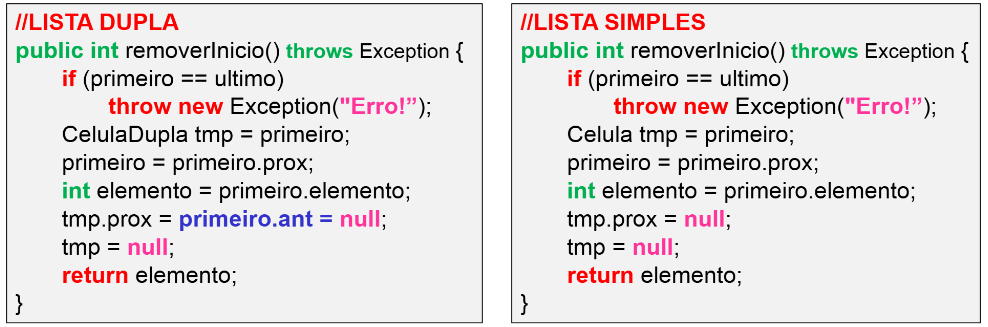 //LISTA DUPLA
public int removerInicio() throws Exception {
if (primeiro == ultimo)
throw new Exception("Erro!”);
CelulaDupla tmp = primeiro;
primeiro = primeiro.prox;
int elemento = primeiro.elemento;
tmp.prox = primeiro.ant = null;
tmp = null;
return elemento;
}
//LISTA SIMPLES
public int removerInicio() throws Exception {
if (primeiro == ultimo)
throw new Exception("Erro!”);
Celula tmp = primeiro;
primeiro = primeiro.prox;
int elemento = primeiro.elemento;
tmp.prox = null;
tmp = null;
return elemento;
}